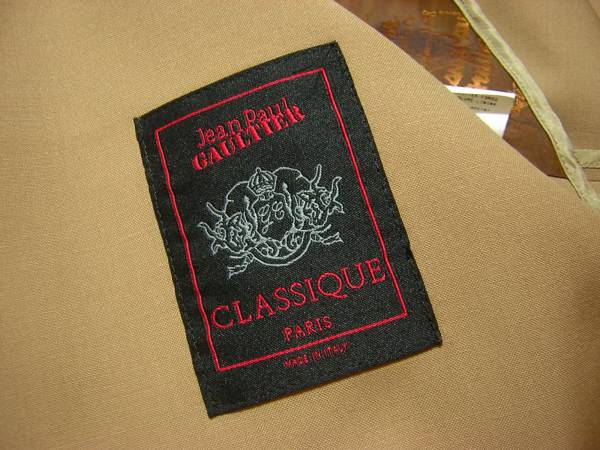 Jean Paul
GAULTIER
CLASSIQUE
PARIS
MADE IN ITALY